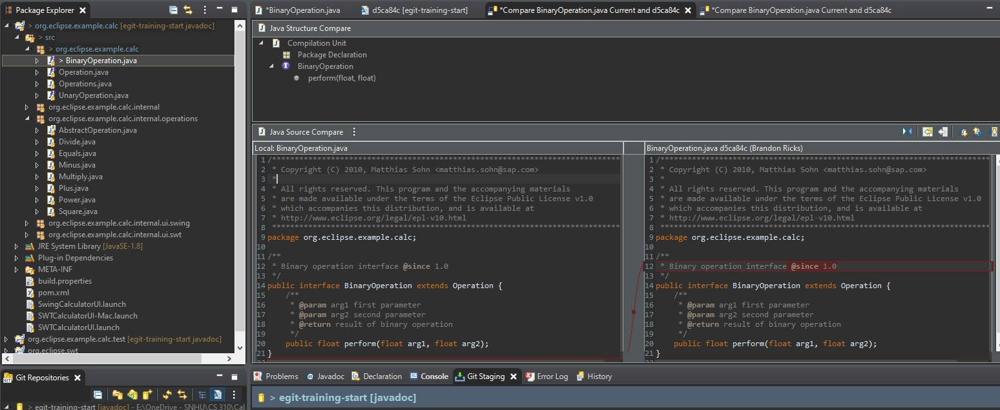 Package Explorer
> org.eclipse.example.calc [egit-training-start javadoc]
> src
> org.eclipse.example.calc
> BinaryOperation.java
Operation.java
Operations.java
UnaryOperation.java
org.eclipse.example.calc.internal
org.eclipse.example.calc.internal.operations
AbstractOperation.java
Divide.java
Equals.java
Minus.java
Multiply.java
Plus.java
Power.java
Square.java
org.eclipse.example.calc.internal.ui.swing
org.eclipse.example.calc.internal.ui.swt
JRE System Library [JavaSE-1.8]
Plug-in Dependencies
META-INF
build.properties
pom.xml
SwingCalculatorUI.launch
SWTCalculatorUI-Mac.launch
SWTCalculatorUI.launch
org.eclipse.example.calc.test [egit-training-start javadoc]
org.eclipse.swt
Git Repositories
> egit-training-start [javadoc] - E:\OneDrive - SNHU\CS 310\Cal
*BinaryOperation.java
d5ca84c [egit-training-start]
*Compare BinaryOperation.java Current and d5ca84c
*Compare BinaryOperation.java Current and d5ca84c
Java Structure Compare
Compilation Unit
Package Declaration
BinaryOperation
perform(float, float)
Java Source Compare
Local: BinaryOperation.java
1 /*******************************************************************************
2 * Copyright (C) 2010, Matthias Sohn <matthias.sohn@sap.com>
3 *
4 * All rights reserved. This program and the accompanying materials
5 * are made available under the terms of the Eclipse Public License v1.0
6 * which accompanies this distribution, and is available at
7 * http://www.eclipse.org/legal/epl-v10.html
8 *******************************************************************************
9 package org.eclipse.example.calc;
10
11 /**
12 * Binary operation interface @since 1.0
13 */
14 public interface BinaryOperation extends Operation {
15 /**
16 * @param arg1 first parameter
17 * @param arg2 second parameter
18 * @return result of binary operation
19 */
20 public float perform(float arg1, float arg2);
21 }
BinaryOperation.java d5ca84c (Brandon Ricks)
1 /*******************************************************************************
2 * Copyright (C) 2010, Matthias Sohn <matthias.sohn@sap.com>
3 *
4 * All rights reserved. This program and the accompanying materials
5 * are made available under the terms of the Eclipse Public License v1.0
6 * which accompanies this distribution, and is available at
7 * http://www.eclipse.org/legal/epl-v10.html
8 *******************************************************************************
9 package org.eclipse.example.calc;
10
11 /**
12 * Binary operation interface @since 1.0
13 */
14 public interface BinaryOperation extends Operation {
15 /**
16 * @param arg1 first parameter
17 * @param arg2 second parameter
18 * @return result of binary operation
19 */
20 public float perform(float arg1, float arg2);
21 }
Problems
Javadoc
Declaration
Console
Git Staging
Error Log
History
> egit-training-start [javadoc]